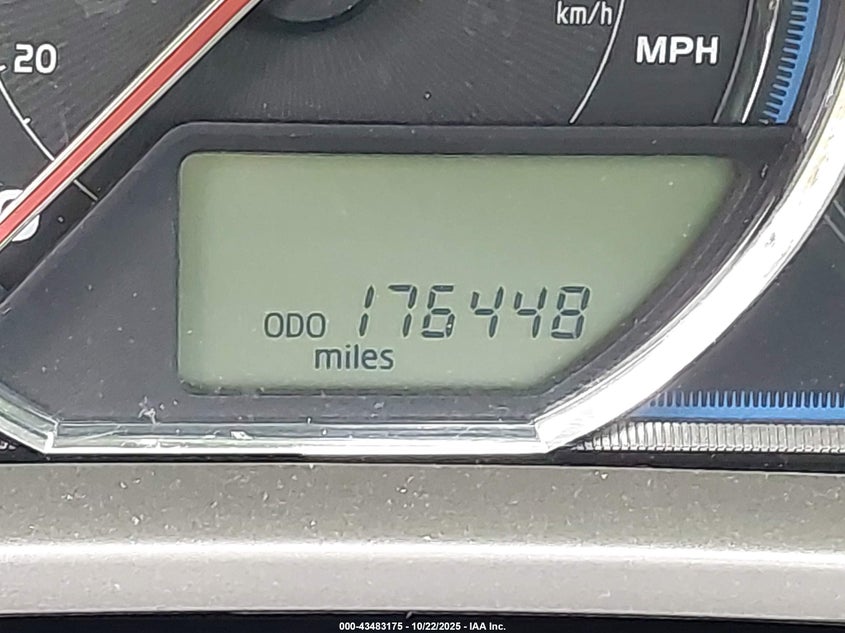 km/h
20
MPH
ODO 176448
miles
000-43483175 - 10/22/2025 - IAA Inc.